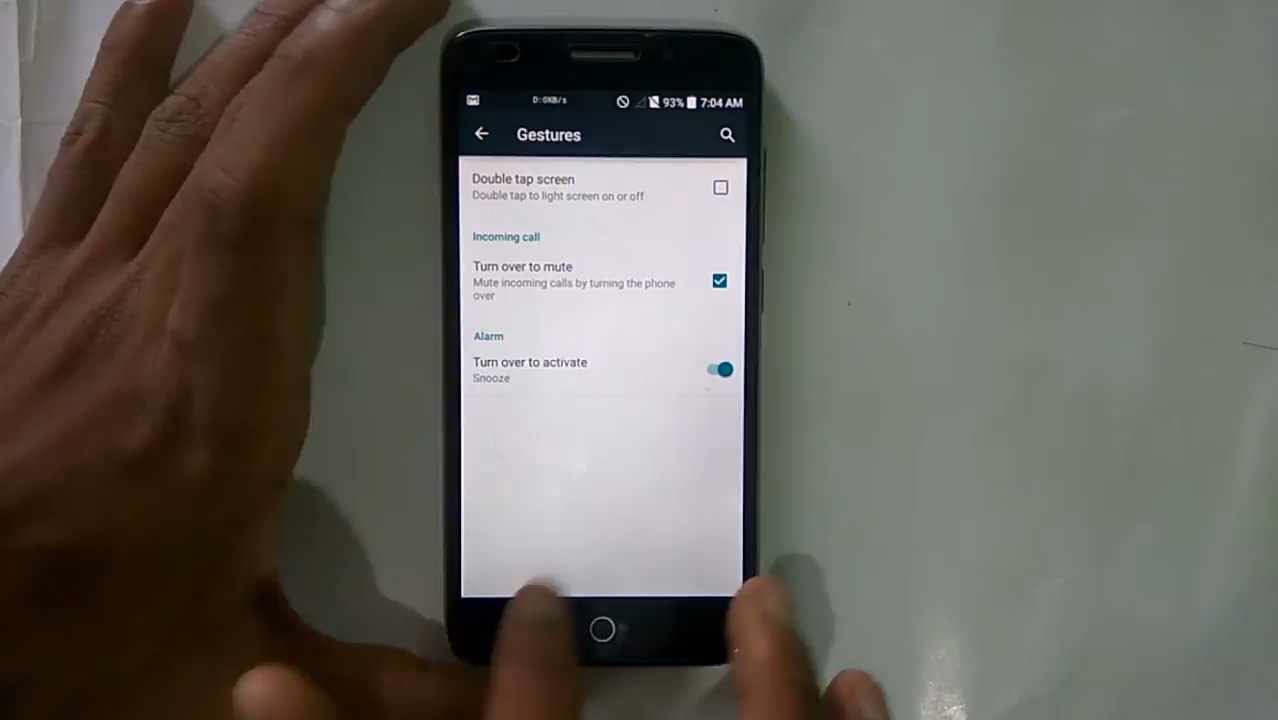 D:0KB/s 93% 7:04 AM
Gestures
Double tap screen
Double tap to light screen on or off
Incoming call
Turn over to mute
Mute incoming calls by turning the phone
over
Alarm
Turn over to activate
Snooze